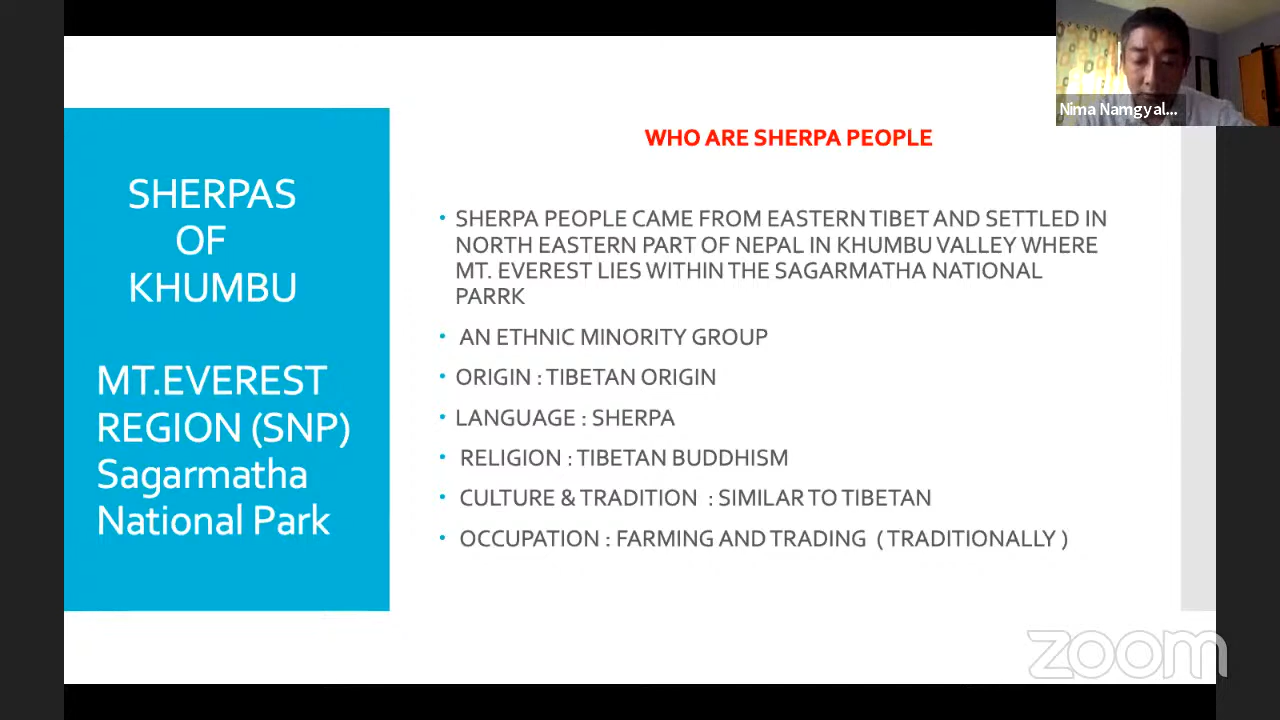 Nima Namgyal...
WHO ARE SHERPA PEOPLE
SHERPAS
OF
KHUMBU
MT.EVEREST
REGION (SNP)
Sagarmatha
National Park
• SHERPA PEOPLE CAME FROM EASTERN TIBET AND SETTLED IN
NORTH EASTERN PART OF NEPAL IN KHUMBU VALLEY WHERE
MT. EVEREST LIES WITHIN THE SAGARMATHA NATIONAL
PARRK
• AN ETHNIC MINORITY GROUP
• ORIGIN : TIBETAN ORIGIN
• LANGUAGE : SHERPA
• RELIGION : TIBETAN BUDDHISM
• CULTURE & TRADITION : SIMILAR TO TIBETAN
• OCCUPATION : FARMING AND TRADING ( TRADITIONALLY )
zoom